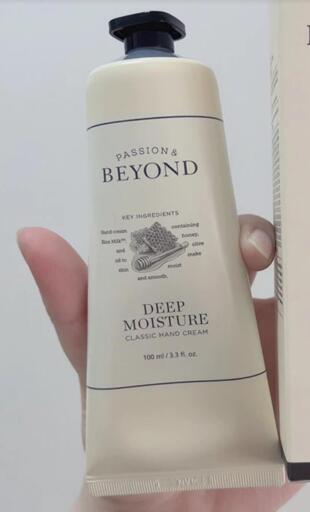 PASSION &
BEYOND
KEY INGREDIENTS
Hand cream containing
Rice Milk™, honey,
and olive
oil to make
skin moist
and smooth.
DEEP
MOISTURE
CLASSIC HAND CREAM
100 ml / 3.3 fl. oz.